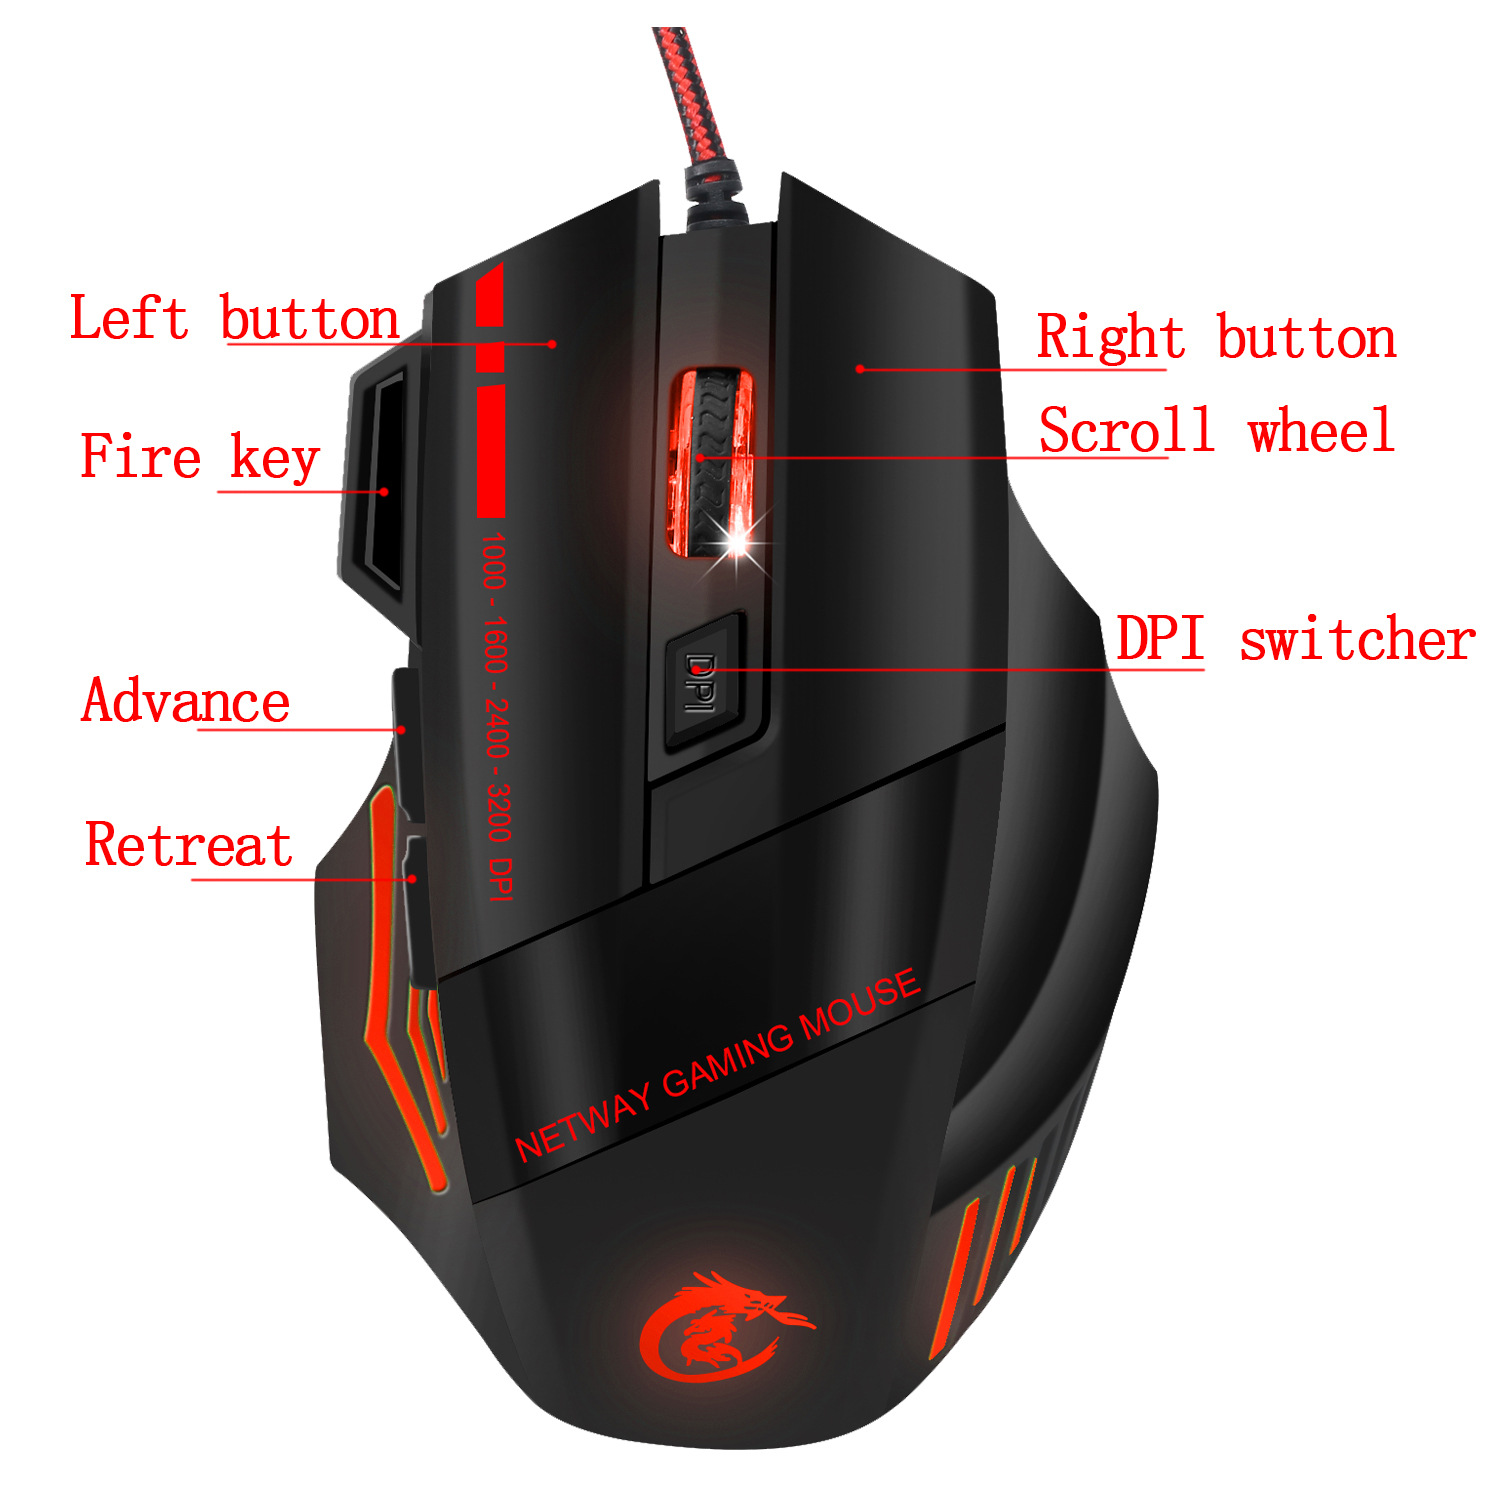 Left button
Right button
Scroll wheel
Fire key
1000 - 1600 - 2400 - 3200 DPI
DPI switcher
DPI
Advance
Retreat
NETWAY GAMING MOUSE